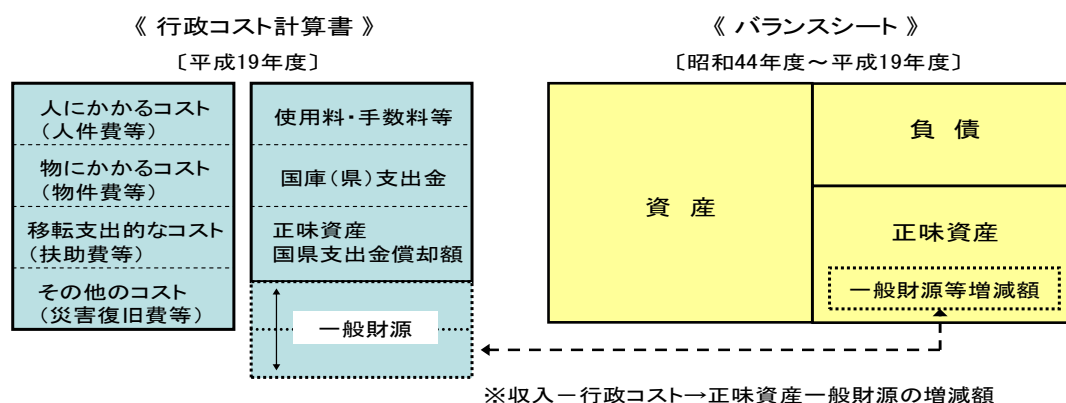 《 行政コスト計算書 》
〔平成19年度〕
人にかかるコスト
（人件費等）
物にかかるコスト
（物件費等）
移転支出的なコスト
（扶助費等）
その他のコスト
（災害復旧費等）
使用料・手数料等
国庫（県）支出金
正味資産
国県支出金償却額
一般財源
《 バランスシート 》
〔昭和44年度～平成19年度〕
資 産
負 債
正味資産
一般財源等増減額
※収入－行政コスト→正味資産一般財源の増減額